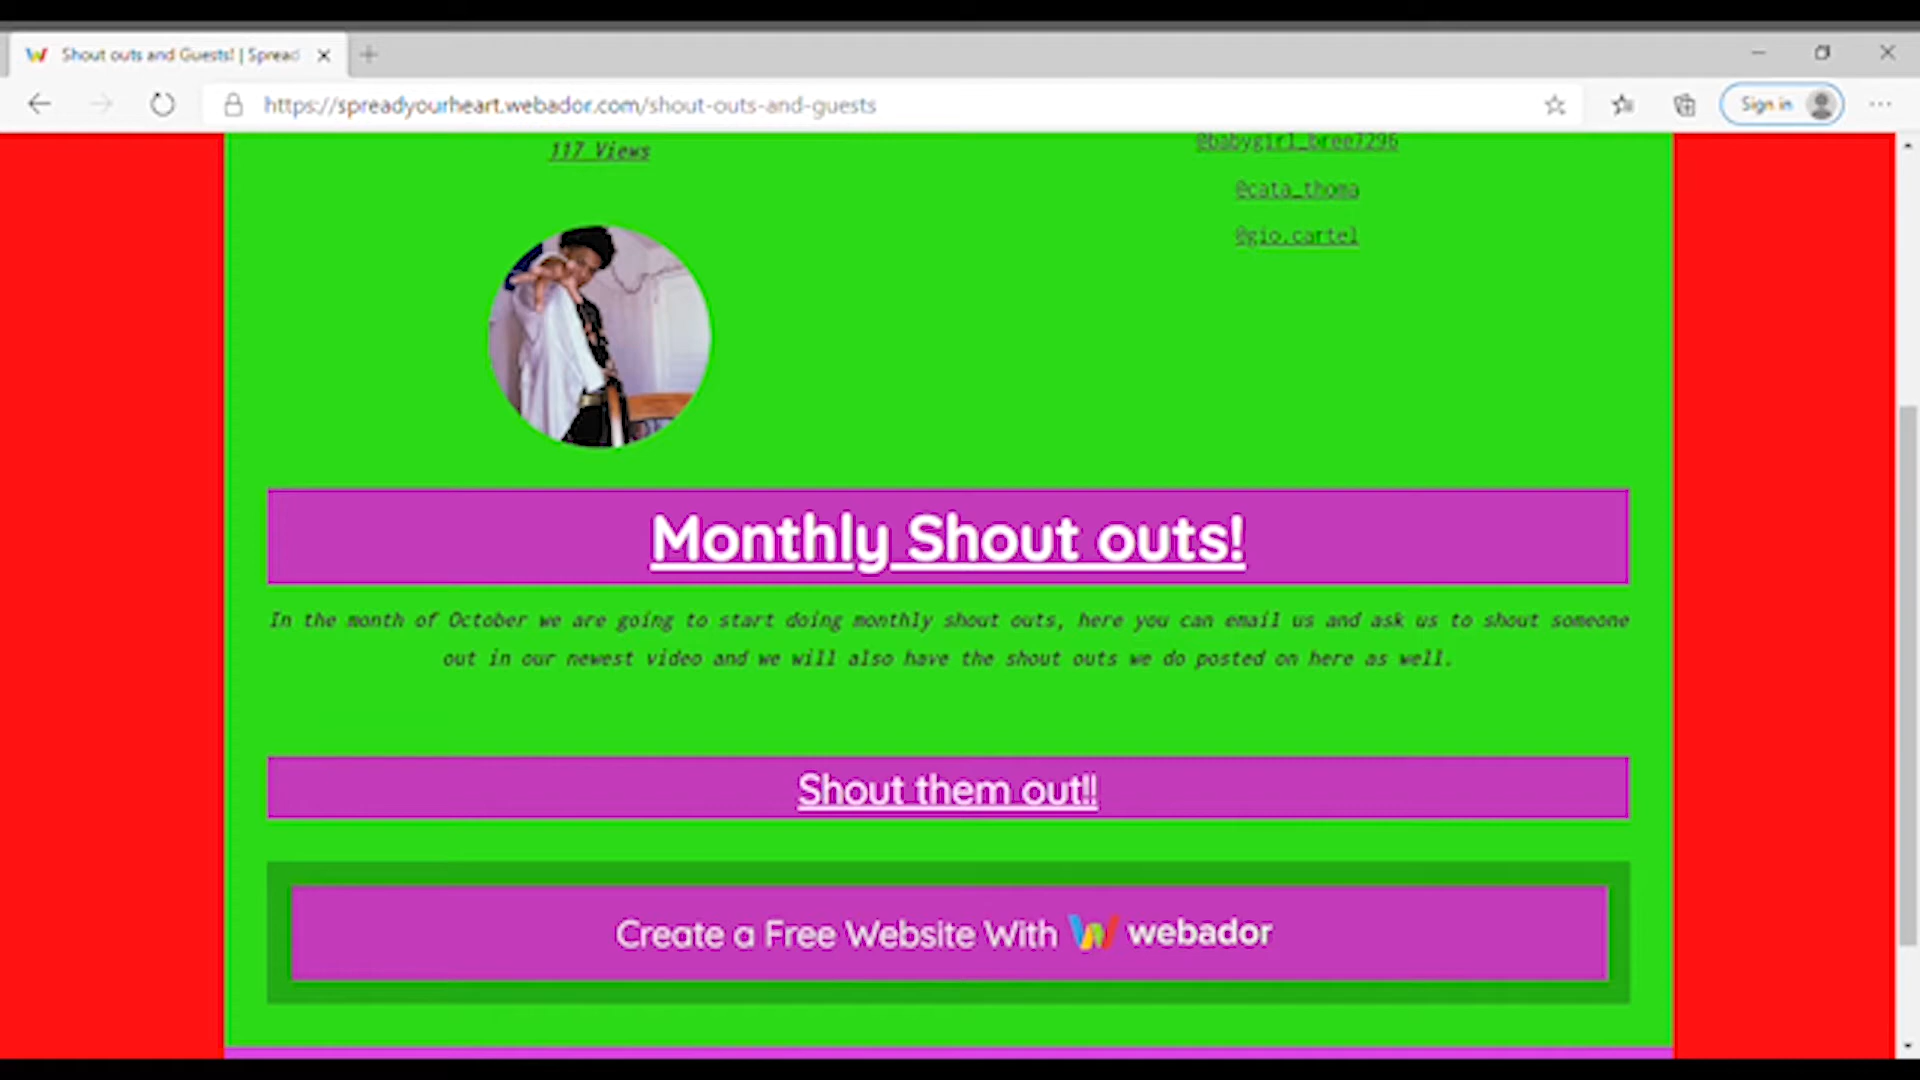 Shout outs and Guests! | Spread
https://spreadyourheart.webador.com/shout-outs-and-guests
Sign in
117 Views
@babygirl_bree7296
@cata_thoma
@gio.cartel
Monthly Shout outs!
In the month of October we are going to start doing monthly shout outs, here you can email us and ask us to shout someone
out in our newest video and we will also have the shout outs we do posted on here as well.
Shout them out!!
Create a Free Website With webador